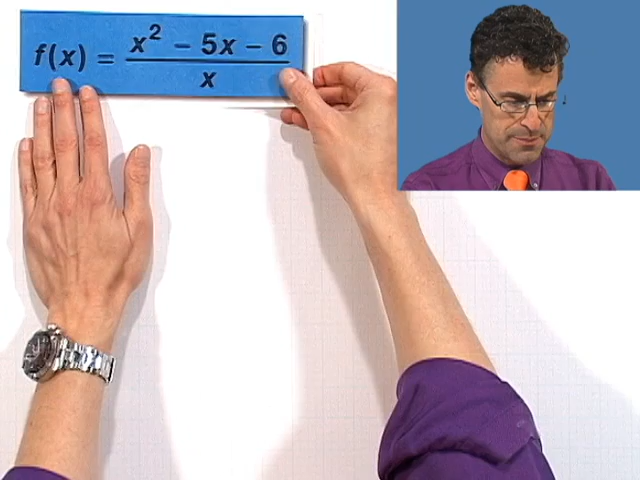 f(x) = x² − 5x − 6 / x